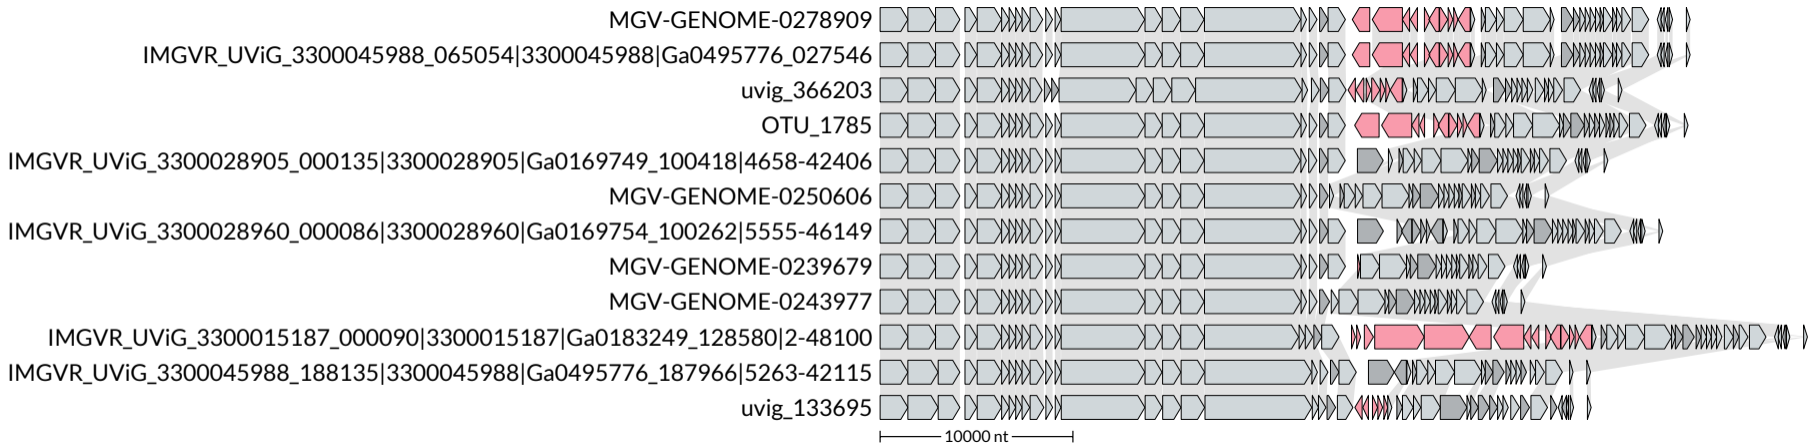 MGV-GENOME-0278909
IMGVR_UViG_3300045988_065054|3300045988|Ga0495776_027546
uvig_366203
OTU_1785
IMGVR_UViG_3300028905_000135|3300028905|Ga0169749_100418|4658-42406
MGV-GENOME-0250606
IMGVR_UViG_3300028960_000086|3300028960|Ga0169754_100262|5555-46149
MGV-GENOME-0239679
MGV-GENOME-0243977
IMGVR_UViG_3300015187_000090|3300015187|Ga0183249_128580|2-48100
IMGVR_UViG_3300045988_188135|3300045988|Ga0495776_187966|5263-42115
uvig_133695
10000 nt